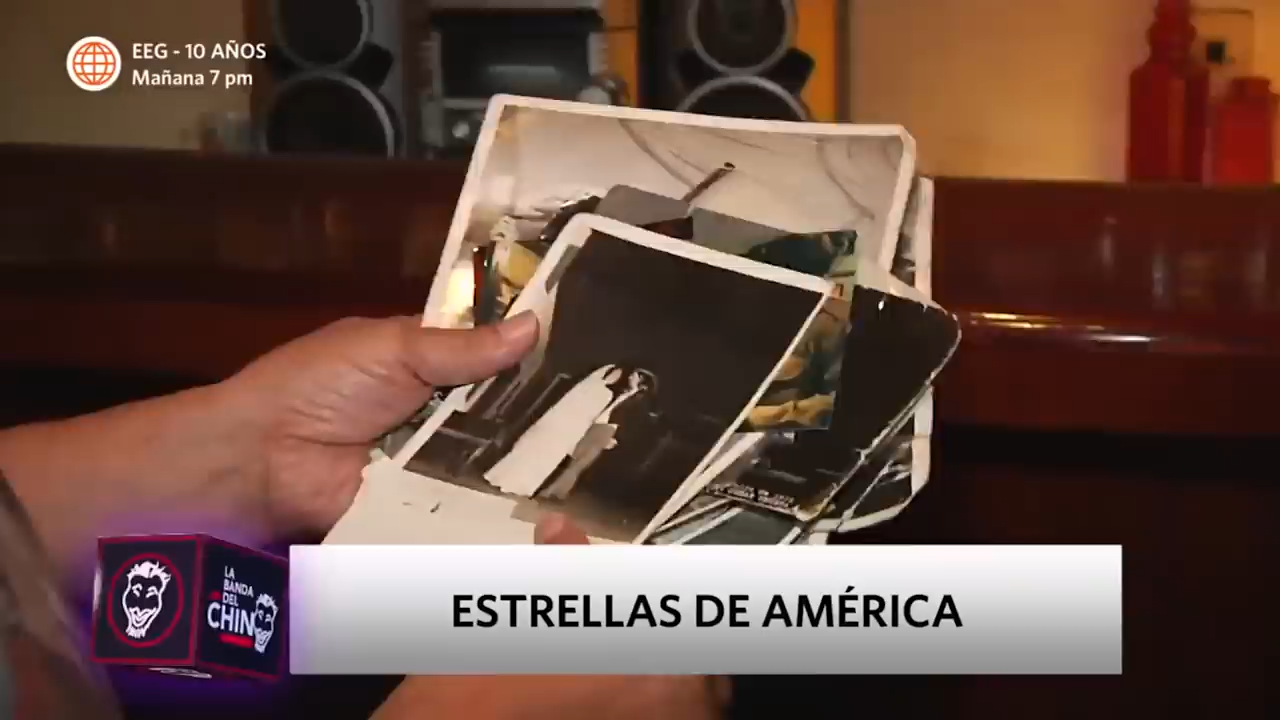 EEG - 10 AÑOS
Mañana 7 pm
LA
BANDA
DEL
CHIN
ESTRELLAS DE AMÉRICA